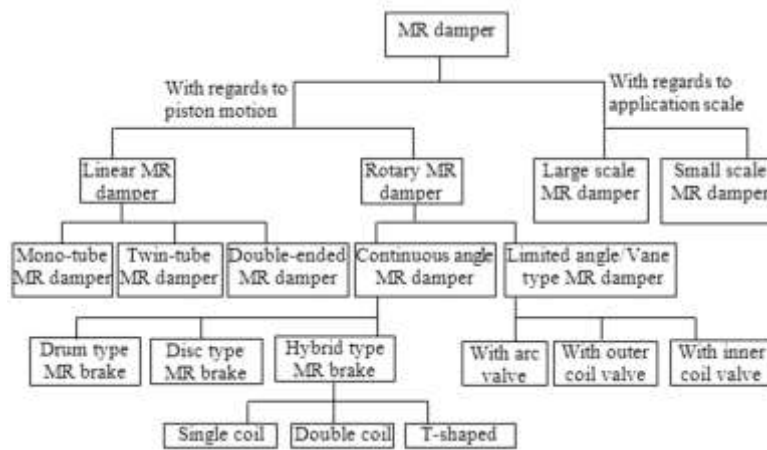 MR damper
With regards to
piston motion
With regards to
application scale
Linear MR
damper
Rotary MR
damper
Large scale
MR damper
Small scale
MR damper
Mono-tube
MR damper
Twin-tube
MR damper
Double-ended
MR damper
Continuous angle
MR damper
Limited angle/Vane
type MR damper
Drum type
MR brake
Disc type
MR brake
Hybrid type
MR brake
With arc
valve
With outer
coil valve
With inner
coil valve
Single coil
Double coil
T-shaped